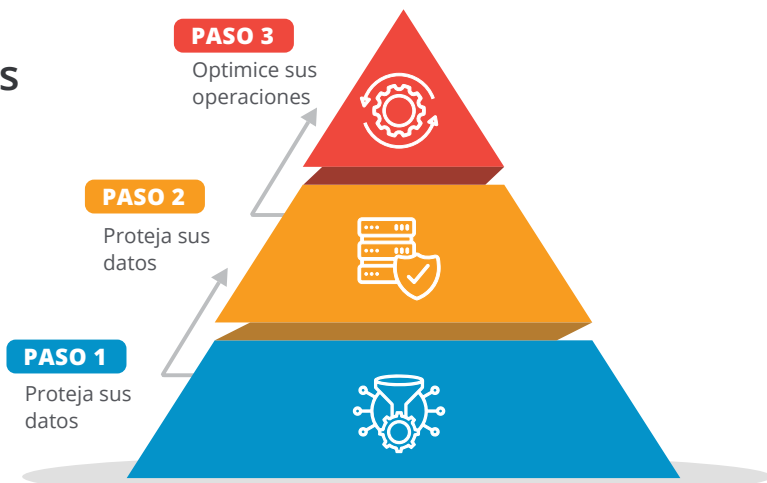 PASO 3
Optimice sus
operaciones
s
PASO 2
Proteja sus
datos
PASO 1
Proteja sus
datos